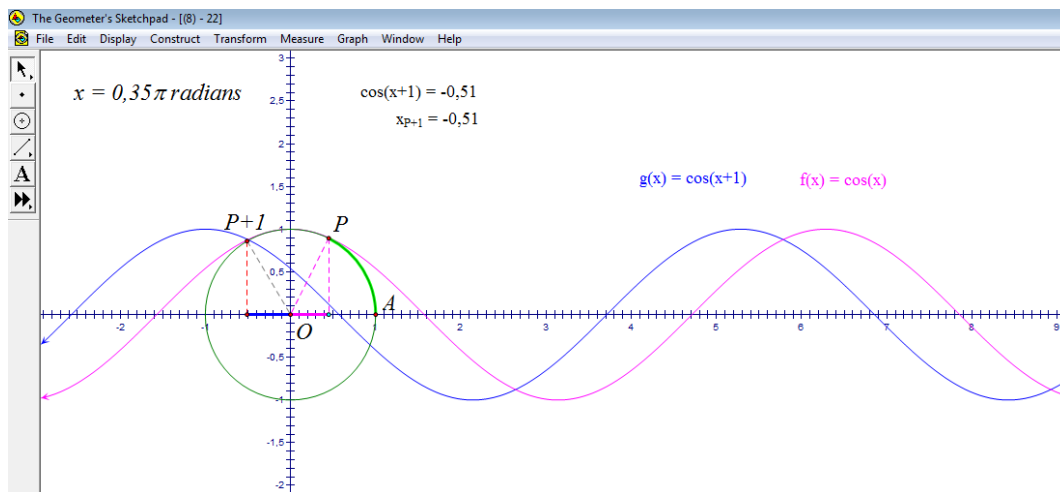 The Geometer's Sketchpad - [(8) - 22]
File Edit Display Construct Transform Measure Graph Window Help
x = 0,35π radians
cos(x+1) = -0,51
xP+1 = -0,51
g(x) = cos(x+1)
f(x) = cos(x)
A
3
2,5
2
1,5
1
0,5
-0,5
-1
-1,5
-2
P+1
P
A
O
-2 -1 1 2 3 4 5 6 7 8 9